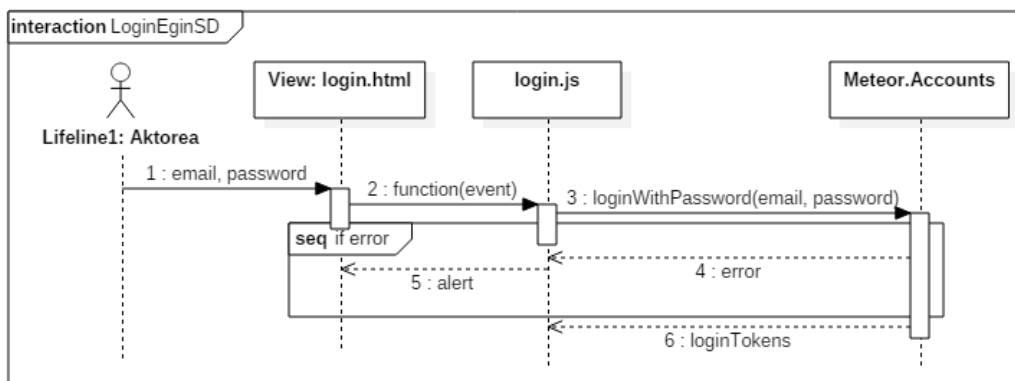 interaction LoginEginSD
View: login.html
login.js
Meteor.Accounts
Lifeline1: Aktorea
1 : email, password
2 : function(event)
3 : loginWithPassword(email, password)
seq if error
4 : error
5 : alert
6 : loginTokens